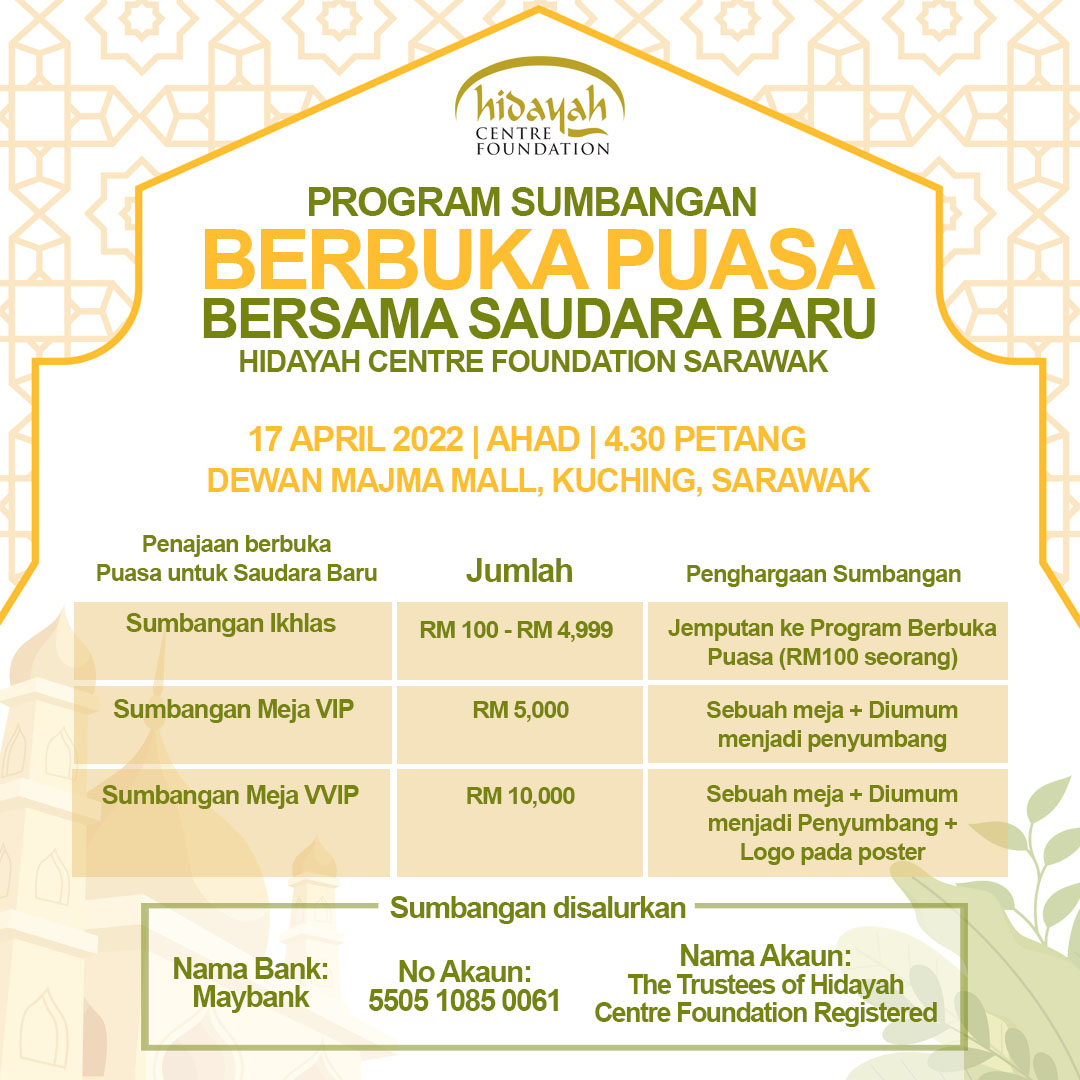 hidayah
CENTRE
FOUNDATION
PROGRAM SUMBANGAN
BERBUKA PUASA
BERSAMA SAUDARA BARU
HIDAYAH CENTRE FOUNDATION SARAWAK
17 APRIL 2022 | AHAD | 4.30 PETANG
DEWAN MAJMA MALL, KUCHING, SARAWAK
Penajaan berbuka
Puasa untuk Saudara Baru
Jumlah
Penghargaan Sumbangan
Sumbangan Ikhlas
RM 100 - RM 4,999
Jemputan ke Program Berbuka
Puasa (RM100 seorang)
Sumbangan Meja VIP
RM 5,000
Sebuah meja + Diumum
menjadi penyumbang
Sumbangan Meja VVIP
RM 10,000
Sebuah meja + Diumum
menjadi Penyumbang +
Logo pada poster
Sumbangan disalurkan
Nama Bank:
Maybank
No Akaun:
5505 1085 0061
Nama Akaun:
The Trustees of Hidayah
Centre Foundation Registered